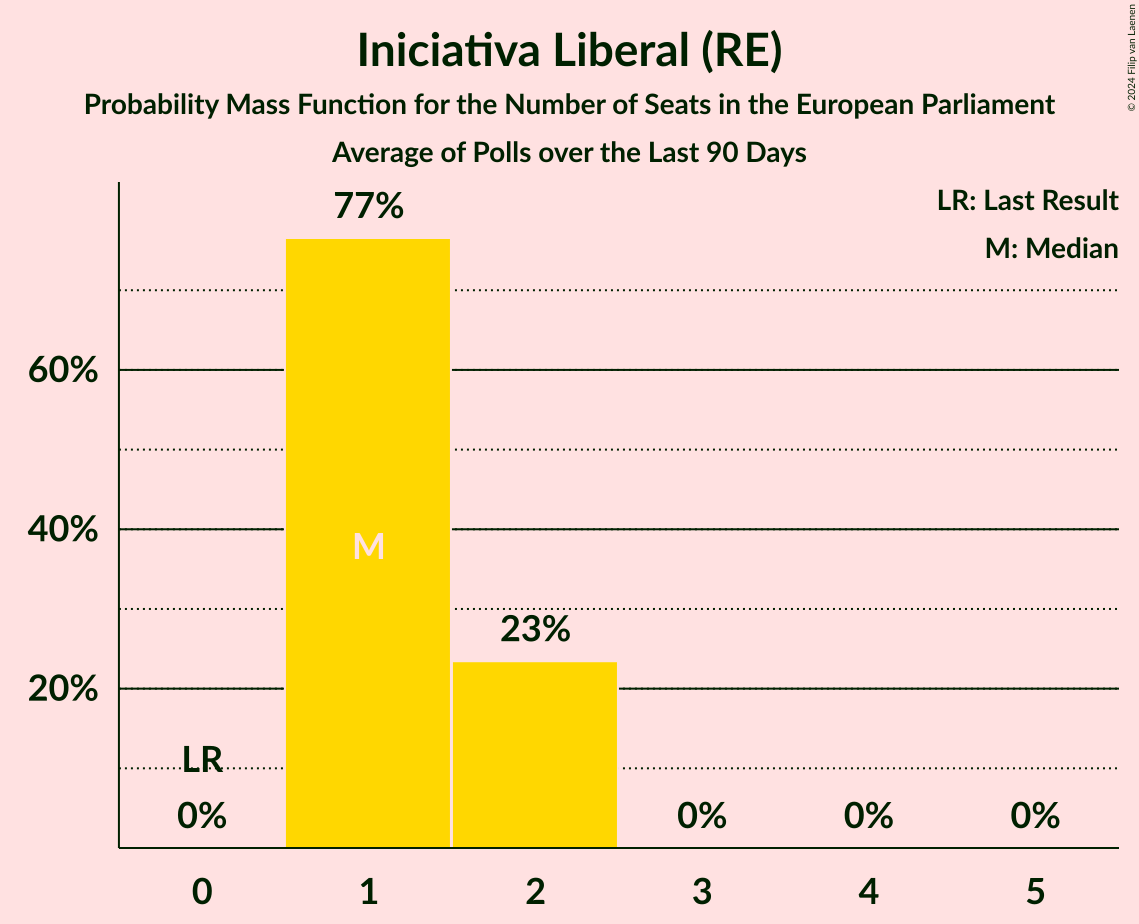 Iniciativa Liberal (RE)
Probability Mass Function for the Number of Seats in the European Parliament
Average of Polls over the Last 90 Days
© 2024 Filip van Laenen
LR: Last Result
M: Median
77%
60%
40%
M
23%
20%
LR
0%
0%
0%
0%
0
1
2
3
4
5